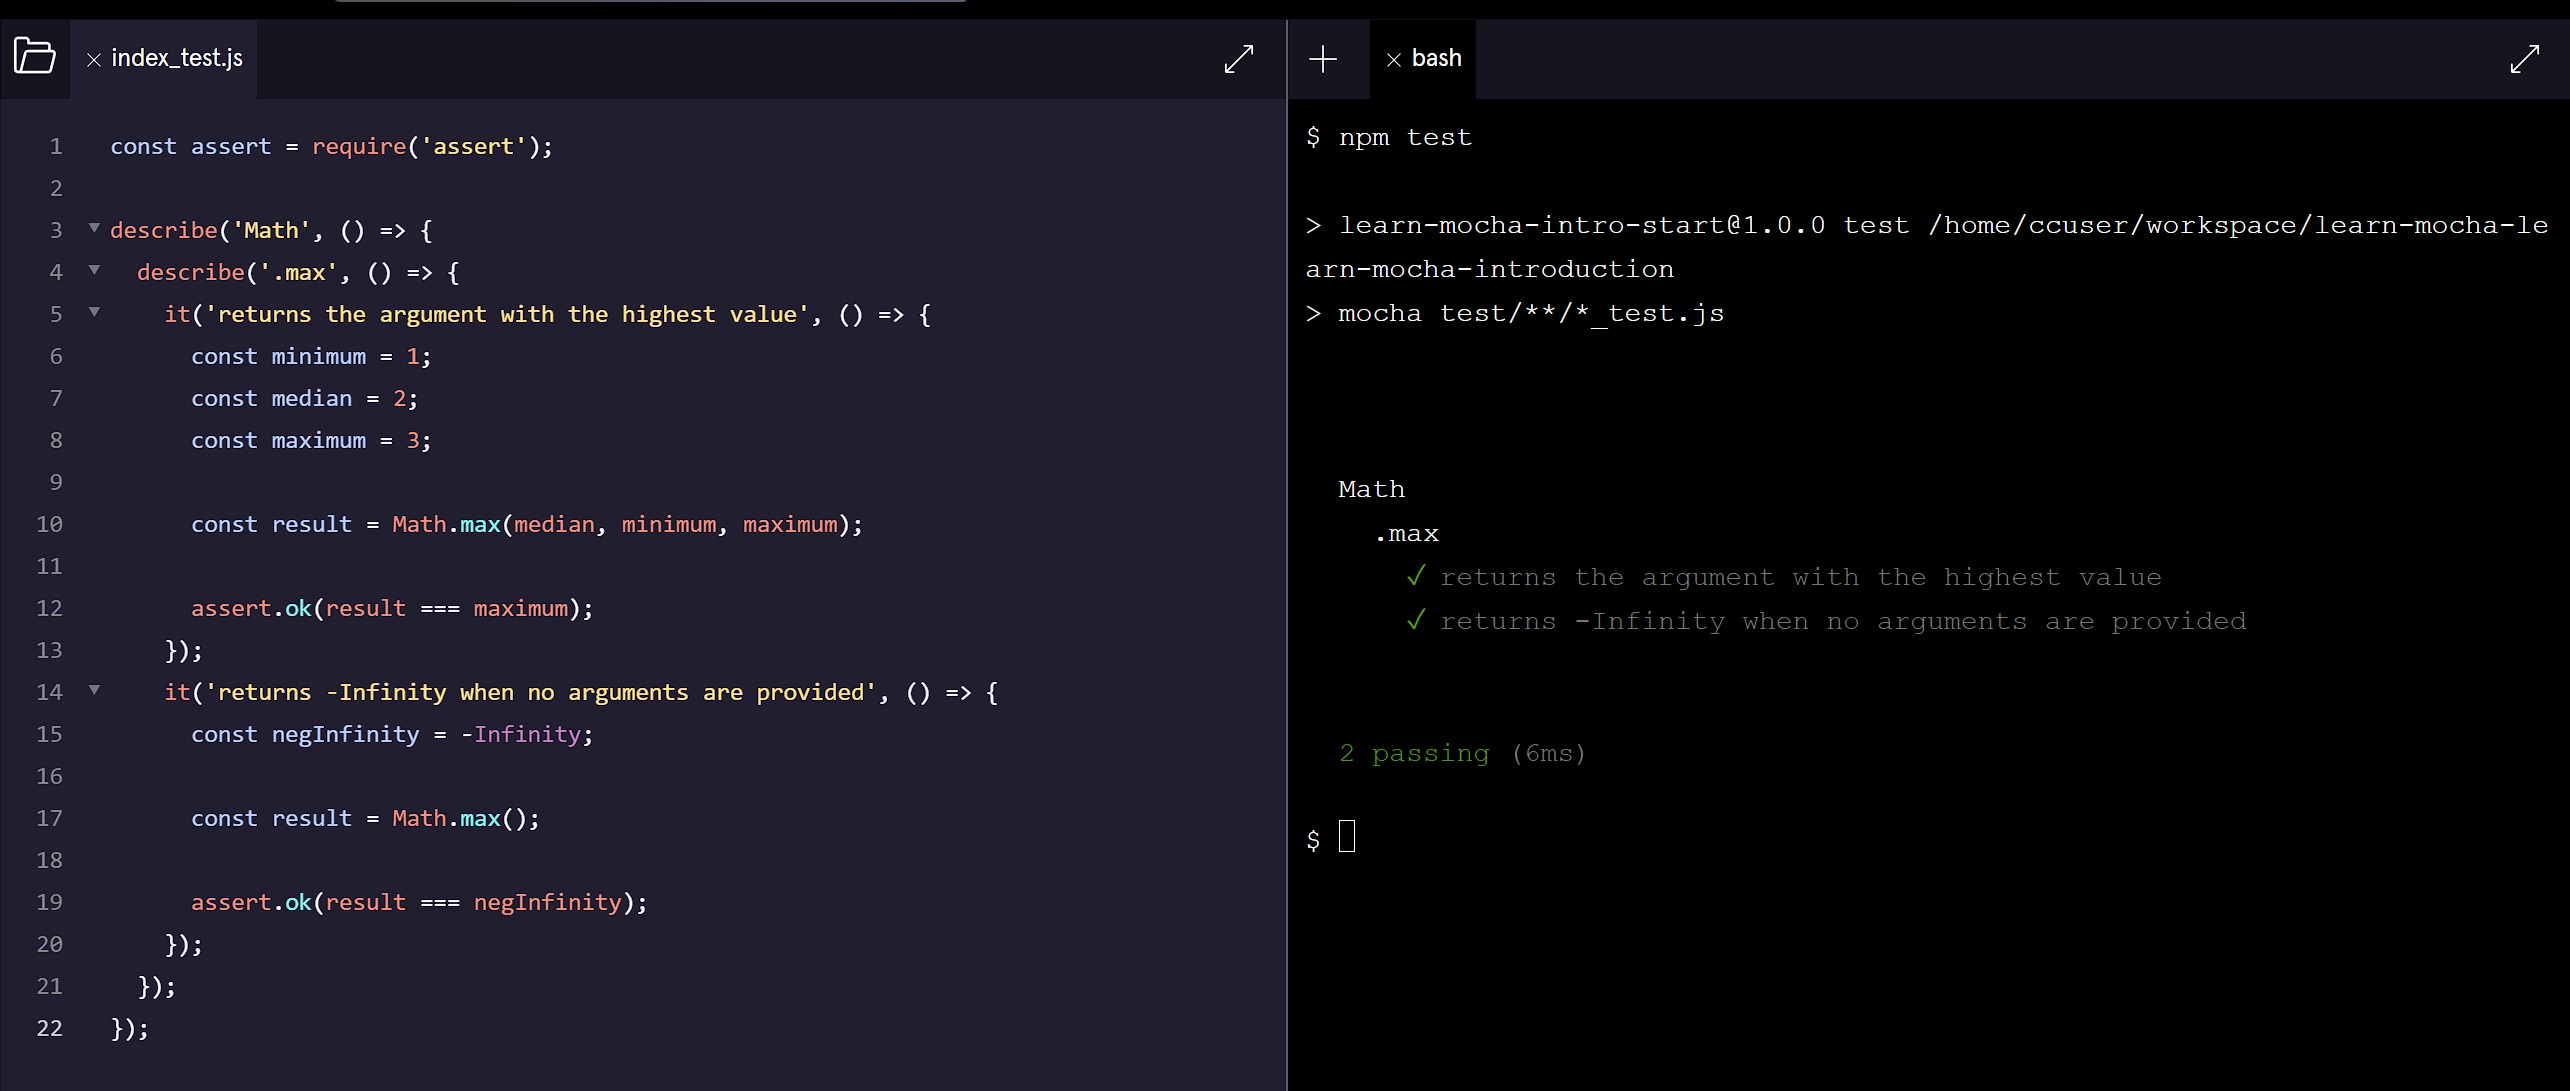 index_test.js
1 const assert = require('assert');
2
3 describe('Math', () => {
4 describe('.max', () => {
5 it('returns the argument with the highest value', () => {
6 const minimum = 1;
7 const median = 2;
8 const maximum = 3;
9
10 const result = Math.max(median, minimum, maximum);
11
12 assert.ok(result === maximum);
13 });
14 it('returns -Infinity when no arguments are provided', () => {
15 const negInfinity = -Infinity;
16
17 const result = Math.max();
18
19 assert.ok(result === negInfinity);
20 });
21 });
22 });
bash
$ npm test
> learn-mocha-intro-start@1.0.0 test /home/ccuser/workspace/learn-mocha-le
arn-mocha-introduction
> mocha test/**/*_test.js
Math
.max
✓ returns the argument with the highest value
✓ returns -Infinity when no arguments are provided
2 passing (6ms)
$